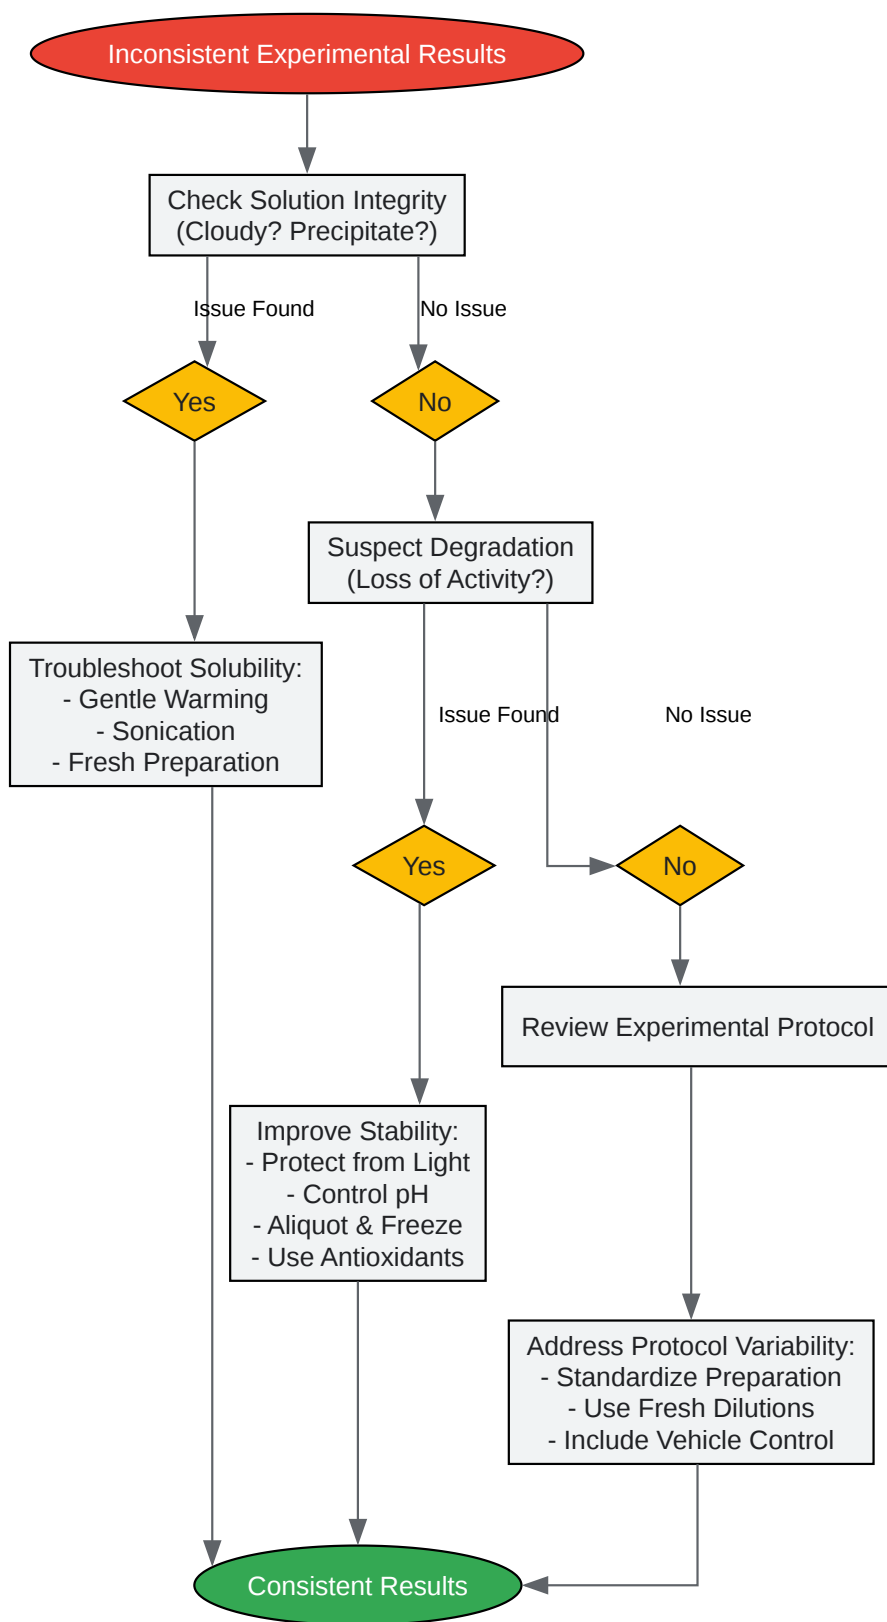 Inconsistent Experimental Results
Check Solution Integrity
(Cloudy? Precipitate?)
Issue Found
No Issue
Yes
No
Suspect Degradation
(Loss of Activity?)
Troubleshoot Solubility:
- Gentle Warming
- Sonication
- Fresh Preparation
Issue Found
No Issue
Yes
No
Review Experimental Protocol
Improve Stability:
- Protect from Light
- Control pH
- Aliquot & Freeze
- Use Antioxidants
Address Protocol Variability:
- Standardize Preparation
- Use Fresh Dilutions
- Include Vehicle Control
Consistent Results